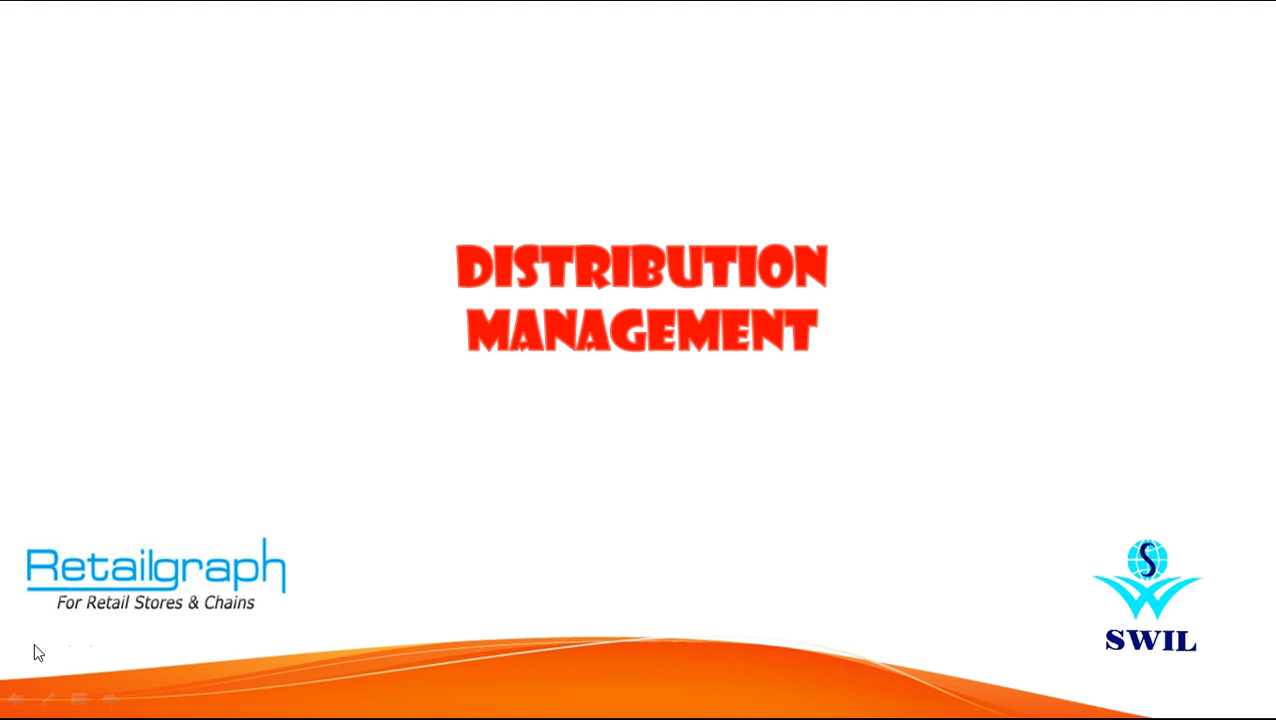 DISTRIBUTION
MANAGEMENT
Retailgraph
For Retail Stores & Chains
S
SWIL